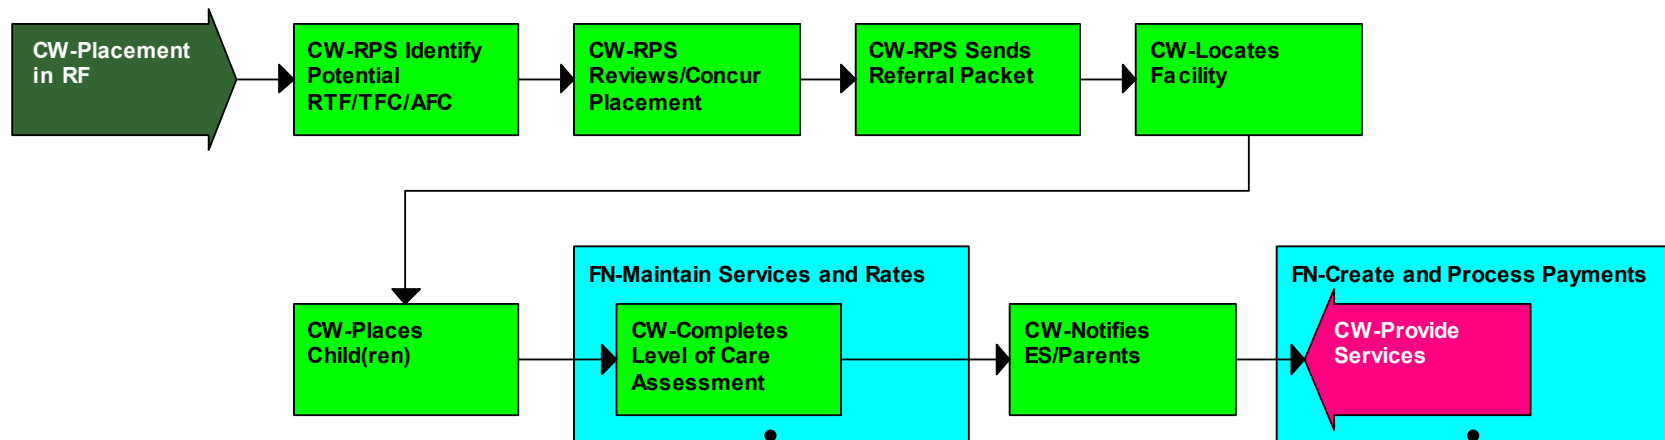 CW-Placement
in RF
CW-RPS Identify
Potential
RTF/TFC/AFC
CW-RPS
Reviews/Concur
Placement
CW-RPS Sends
Referral Packet
CW-Locates
Facility
CW-Places
Child(ren)
FN-Maintain Services and Rates
CW-Completes
Level of Care
Assessment
CW-Notifies
ES/Parents
FN-Create and Process Payments
CW-Provide
Services